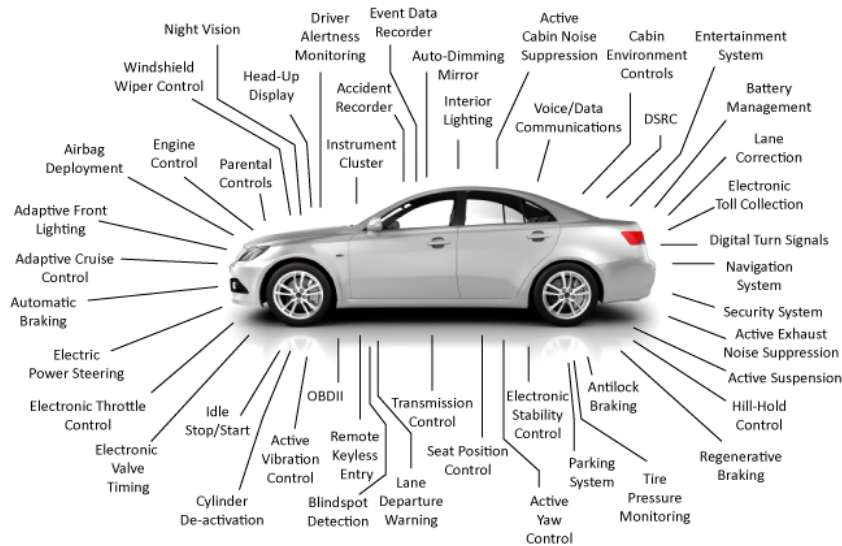 Night Vision
Driver
Alertness
Monitoring
Event Data
Recorder
Auto-Dimming
Mirror
Active
Cabin Noise
Suppression
Cabin
Environment
Controls
Entertainment
System
Windshield
Wiper Control
Head-Up
Display
Accident
Recorder
Interior
Lighting
Voice/Data
Communications
DSRC
Battery
Management
Lane
Correction
Airbag
Deployment
Engine
Control
Parental
Controls
Instrument
Cluster
Electronic
Toll Collection
Adaptive Front
Lighting
Digital Turn Signals
Adaptive Cruise
Control
Navigation
System
Automatic
Braking
Security System
Electric
Power Steering
Active Exhaust
Noise Suppression
Active Suspension
Electronic Throttle
Control
Idle
Stop/Start
OBDII
Transmission
Control
Electronic
Stability
Control
Antilock
Braking
Hill-Hold
Control
Electronic
Valve
Timing
Active
Vibration
Control
Remote
Keyless
Entry
Seat Position
Control
Parking
System
Regenerative
Braking
Cylinder
De-activation
Blindspot
Detection
Lane
Departure
Warning
Active
Yaw
Control
Tire
Pressure
Monitoring